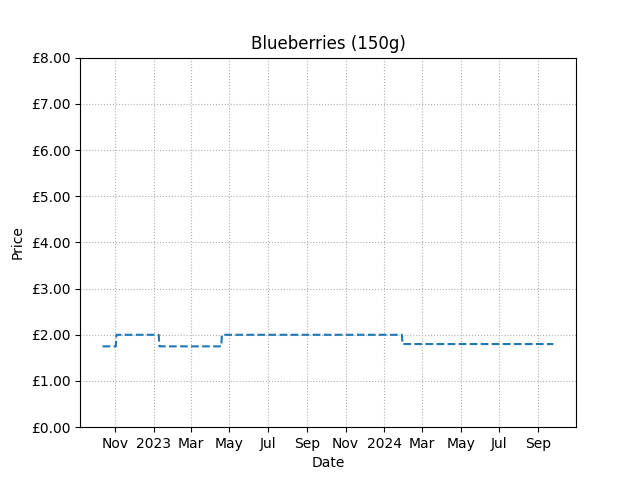 Blueberries (150g)
£8.00
£7.00
£6.00
£5.00
£4.00
£3.00
£2.00
£1.00
£0.00
Price
Nov 2023 Mar May Jul Sep Nov 2024 Mar May Jul Sep
Date